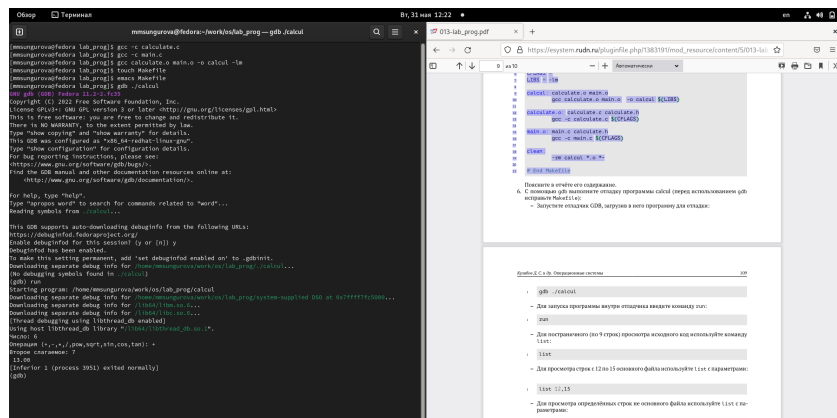 Обзор
Терминал
Вт, 31 мая 12:22
en
mmsungurova@fedora:~/work/os/lab_prog — gdb ./calcul
[mmsungurova@fedora lab_prog]$ gcc -c calculate.c
[mmsungurova@fedora lab_prog]$ gcc -c main.c
[mmsungurova@fedora lab_prog]$ gcc calculate.o main.o -o calcul -lm
[mmsungurova@fedora lab_prog]$ touch Makefile
[mmsungurova@fedora lab_prog]$ emacs Makefile
[mmsungurova@fedora lab_prog]$ gdb ./calcul
GNU gdb (GDB) Fedora 11.2-2.fc35
Copyright (C) 2022 Free Software Foundation, Inc.
License GPLv3+: GNU GPL version 3 or later <http://gnu.org/licenses/gpl.html>
This is free software: you are free to change and redistribute it.
There is NO WARRANTY, to the extent permitted by law.
Type "show copying" and "show warranty" for details.
This GDB was configured as "x86_64-redhat-linux-gnu".
Type "show configuration" for configuration details.
For bug reporting instructions, please see:
<https://www.gnu.org/software/gdb/bugs/>.
Find the GDB manual and other documentation resources online at:
<http://www.gnu.org/software/gdb/documentation/>.
For help, type "help".
Type "apropos word" to search for commands related to "word"...
Reading symbols from ./calcul...
This GDB supports auto-downloading debuginfo from the following URLs:
https://debuginfod.fedoraproject.org/
Enable debuginfod for this session? (y or [n]) y
Debuginfod has been enabled.
To make this setting permanent, add 'set debuginfod enabled on' to .gdbinit.
Downloading separate debug info for /home/mmsungurova/work/os/lab_prog/./calcul...
(No debugging symbols found in ./calcul)
(gdb) run
Starting program: /home/mmsungurova/work/os/lab_prog/calcul
Downloading separate debug info for /home/mmsungurova/work/os/lab_prog/system-supplied DSO at 0x7ffff7fc5000...
Downloading separate debug info for /lib64/libm.so.6...
Downloading separate debug info for /lib64/libc.so.6...
[Thread debugging using libthread_db enabled]
Using host libthread_db library "/lib64/libthread_db.so.1".
Число: 6
Операция (+,-,*,/,pow,sqrt,sin,cos,tan): +
Второе слагаемое: 7
13.00
[Inferior 1 (process 3951) exited normally]
(gdb)
013-lab_prog.pdf
https://esystem.rudn.ru/pluginfile.php/1383191/mod_resource/content/5/013-lab
9 из 10
Автоматически
LIBS = -lm
calcul: calculate.o main.o
gcc calculate.o main.o -o calcul $(LIBS)
calculate.o: calculate.c calculate.h
gcc -c calculate.c $(CFLAGS)
main.o: main.c calculate.h
gcc -c main.c $(CFLAGS)
clean:
-rm calcul *.o *~
# End Makefile
Поясните в отчёте его содержание.
6. С помощью gdb выполните отладку программы calcul (перед использованием gdb
исправьте Makefile):
– Запустите отладчик GDB, загрузив в него программу для отладки:
Кулябов Д. С. и др. Операционные системы 109
1 gdb ./calcul
– Для запуска программы внутри отладчика введите команду run:
1 run
– Для постраничного (по 9 строк) просмотра исходного код используйте команду
list:
1 list
– Для просмотра строк с 12 по 15 основного файла используйте list с параметрами:
1 list 12,15
– Для просмотра определённых строк не основного файла используйте list с па-
раметрами: